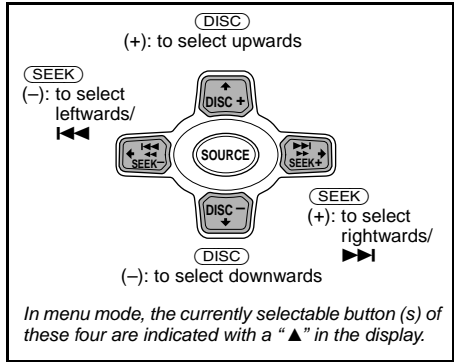 DISC
(+): to select upwards
SEEK
(–): to select
leftwards/
DISC +
SEEK–
SOURCE
SEEK+
DISC –
SEEK
(+): to select
rightwards/
DISC
(–): to select downwards
In menu mode, the currently selectable button (s) of
these four are indicated with a “ ▲” in the display.